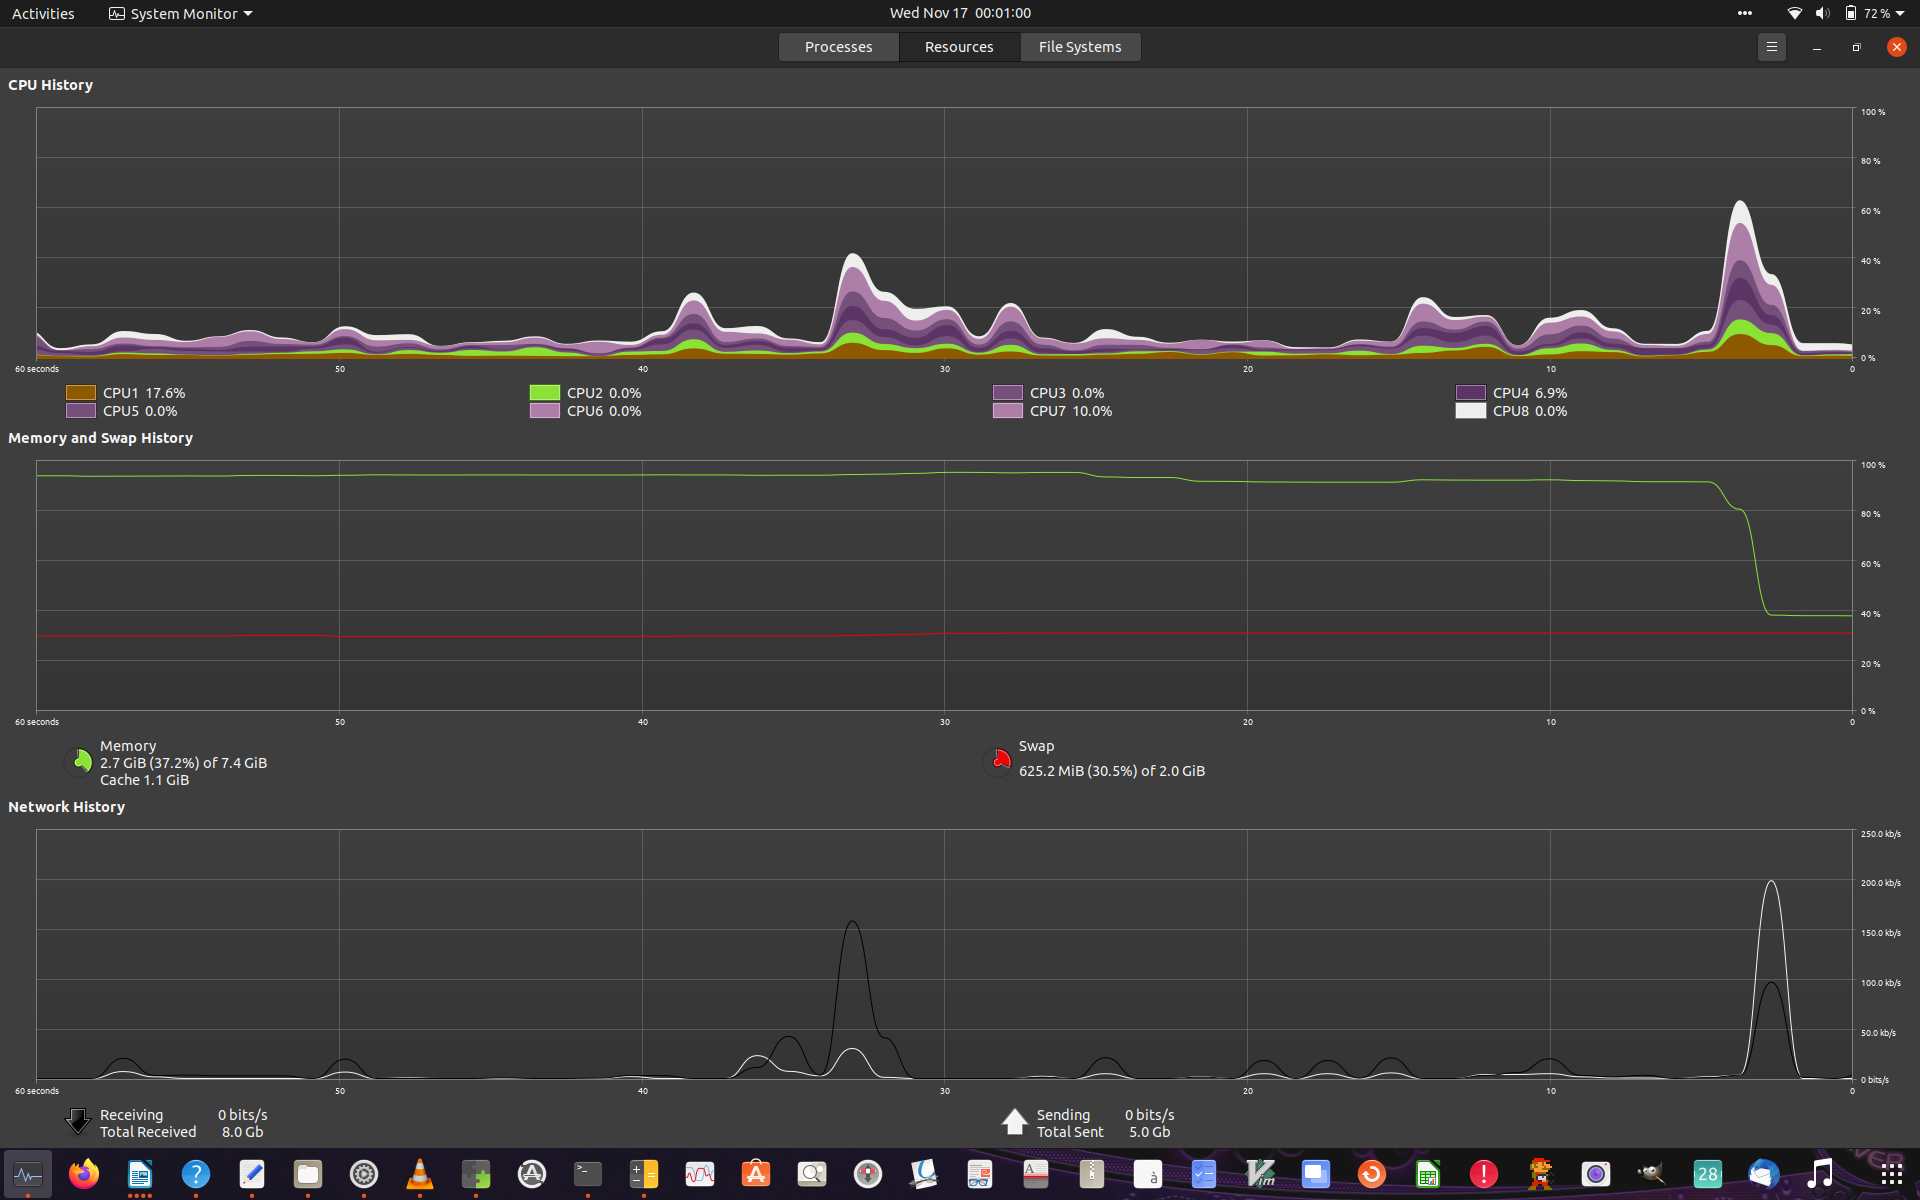 Activities System Monitor Wed Nov 17 00:01:00 72 %
Processes Resources File Systems
CPU History
100 %
80 %
60 %
40 %
20 %
0 %
60 seconds 50 40 30 20 10 0
CPU1 17.6% CPU2 0.0% CPU3 0.0% CPU4 6.9%
CPU5 0.0% CPU6 0.0% CPU7 10.0% CPU8 0.0%
Memory and Swap History
100 %
80 %
60 %
40 %
20 %
0 %
60 seconds 50 40 30 20 10 0
Memory
2.7 GiB (37.2%) of 7.4 GiB
Cache 1.1 GiB
Swap
625.2 MiB (30.5%) of 2.0 GiB
Network History
250.0 kb/s
200.0 kb/s
150.0 kb/s
100.0 kb/s
50.0 kb/s
0 bits/s
60 seconds 50 40 30 20 10 0
Receiving 0 bits/s
Total Received 8.0 Gb
Sending 0 bits/s
Total Sent 5.0 Gb
28